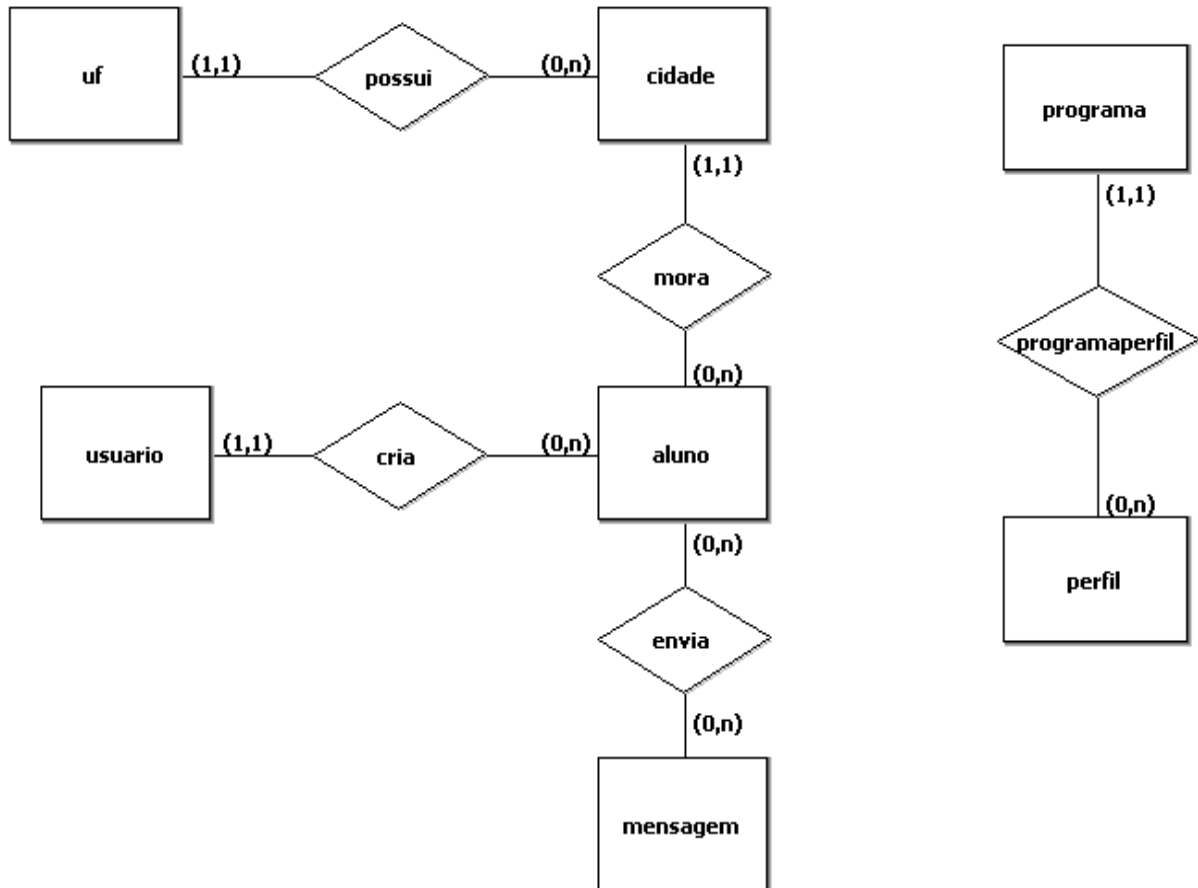 uf
(1,1)
possui
(0,n)
cidade
(1,1)
mora
(0,n)
usuario
(1,1)
cria
(0,n)
aluno
(0,n)
envia
(0,n)
mensagem
programa
(1,1)
programaperfil
(0,n)
perfil